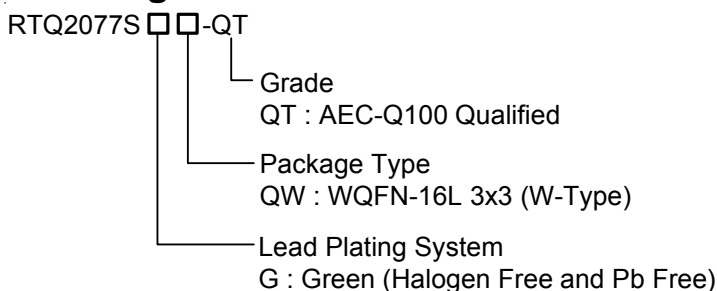 RTQ2077S□□-QT
Grade
QT : AEC-Q100 Qualified
Package Type
QW : WQFN-16L 3x3 (W-Type)
Lead Plating System
G : Green (Halogen Free and Pb Free)